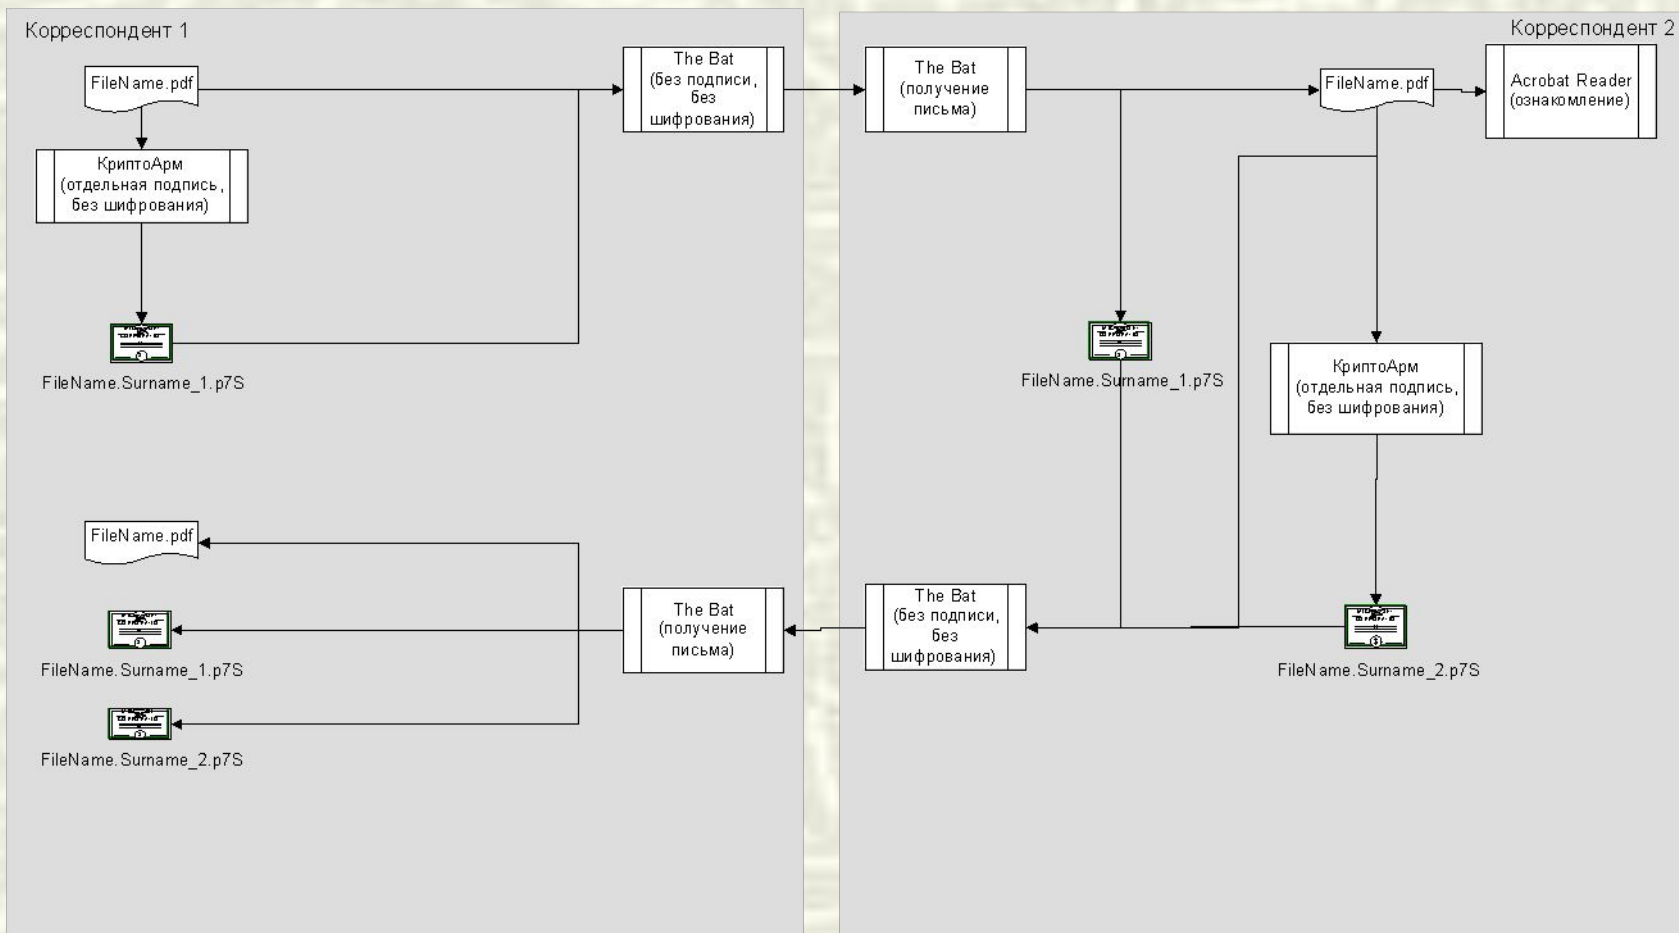 Корреспондент 1
FileName.pdf
КриптоАрм
(отдельная подпись,
без шифрования)
FileName.Surname_1.p7S
The Bat
(без подписи,
без
шифрования)
FileName.pdf
FileName.Surname_1.p7S
FileName.Surname_2.p7S
The Bat
(получение
письма)
Корреспондент 2
The Bat
(получение
письма)
FileName.pdf
Acrobat Reader
(ознакомление)
FileName.Surname_1.p7S
КриптоАрм
(отдельная подпись,
без шифрования)
The Bat
(без подписи,
без
шифрования)
FileName.Surname_2.p7S